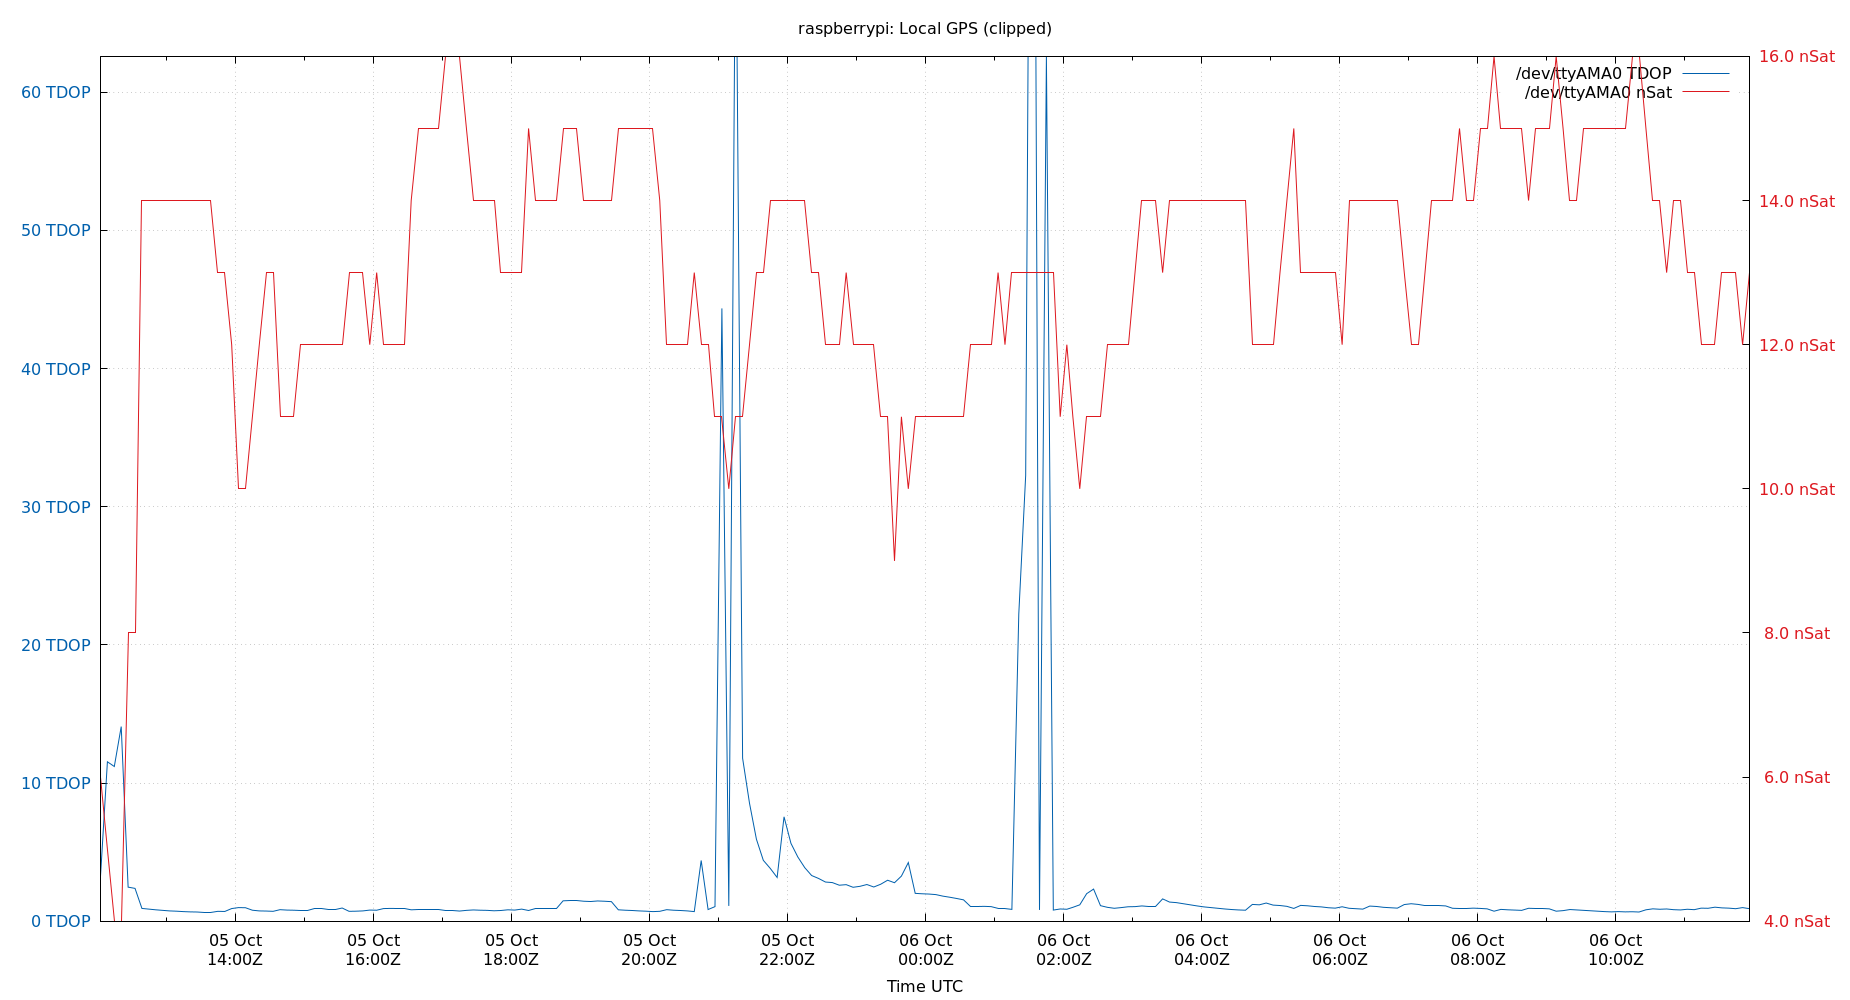 raspberrypi: Local GPS (clipped)
/dev/ttyAMA0 TDOP
/dev/ttyAMA0 nSat
60 TDOP
50 TDOP
40 TDOP
30 TDOP
20 TDOP
10 TDOP
0 TDOP
16.0 nSat
14.0 nSat
12.0 nSat
10.0 nSat
8.0 nSat
6.0 nSat
4.0 nSat
05 Oct
14:00Z
05 Oct
16:00Z
05 Oct
18:00Z
05 Oct
20:00Z
05 Oct
22:00Z
06 Oct
00:00Z
06 Oct
02:00Z
06 Oct
04:00Z
06 Oct
06:00Z
06 Oct
08:00Z
06 Oct
10:00Z
Time UTC